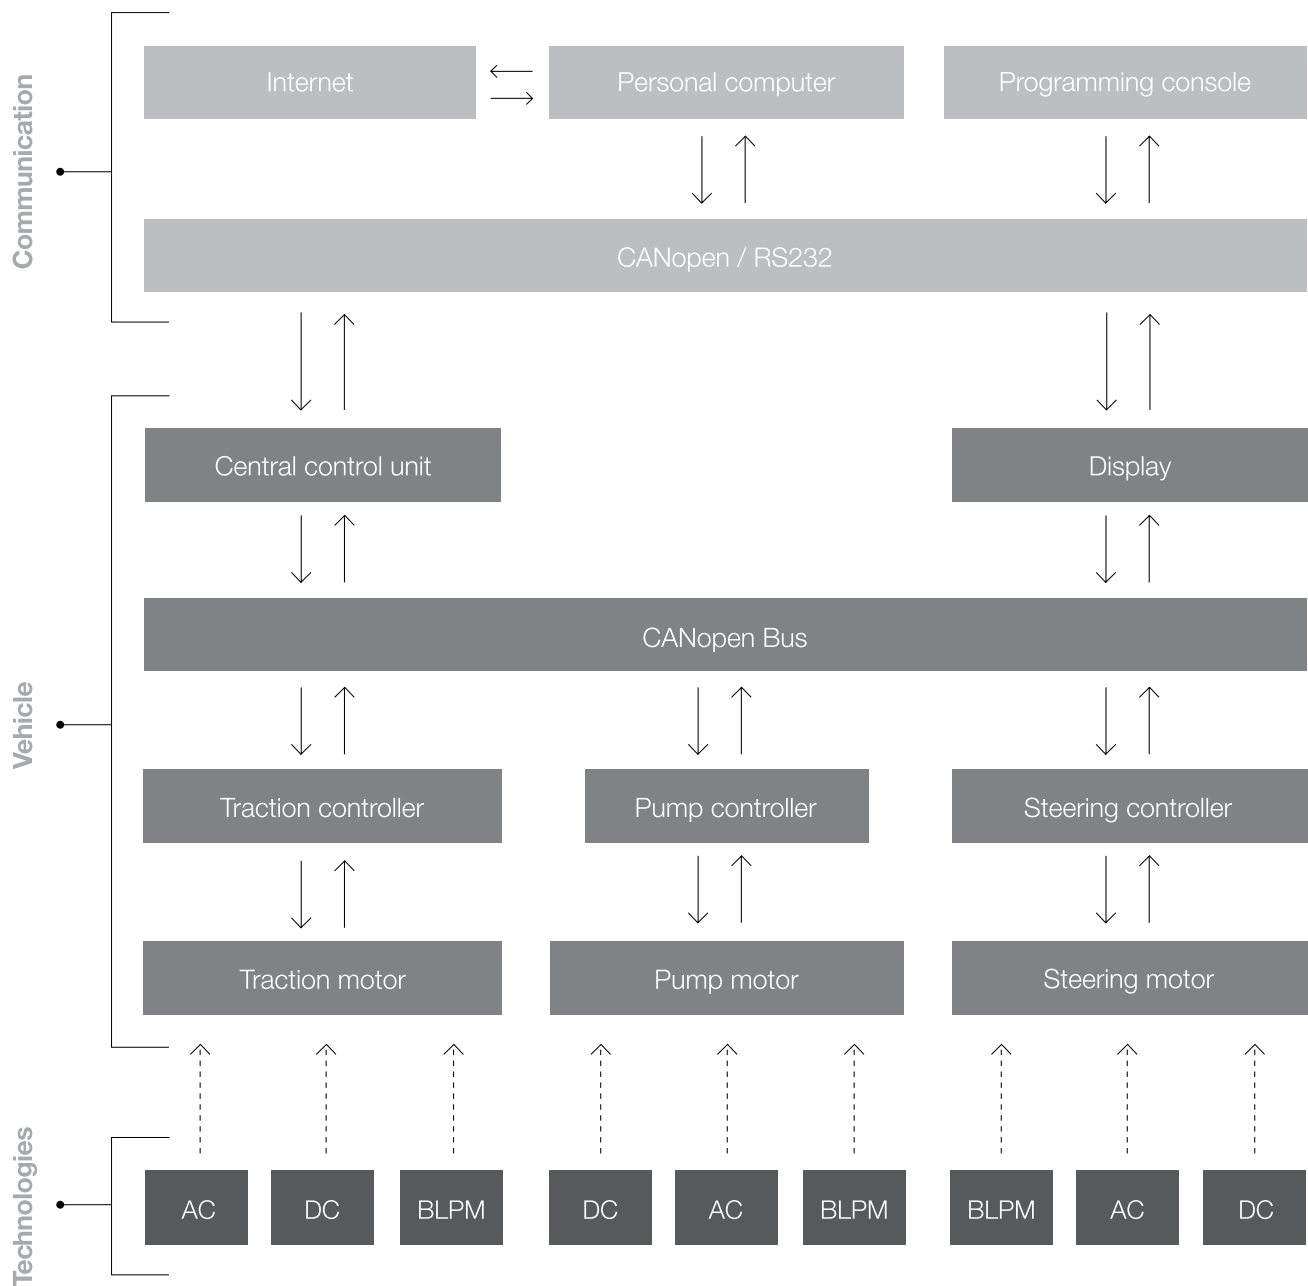 Communication
Internet
Personal computer
Programming console
CANopen / RS232
Vehicle
Central control unit
Display
CANopen Bus
Traction controller
Pump controller
Steering controller
Traction motor
Pump motor
Steering motor
Technologies
AC
DC
BLPM
DC
AC
BLPM
BLPM
AC
DC